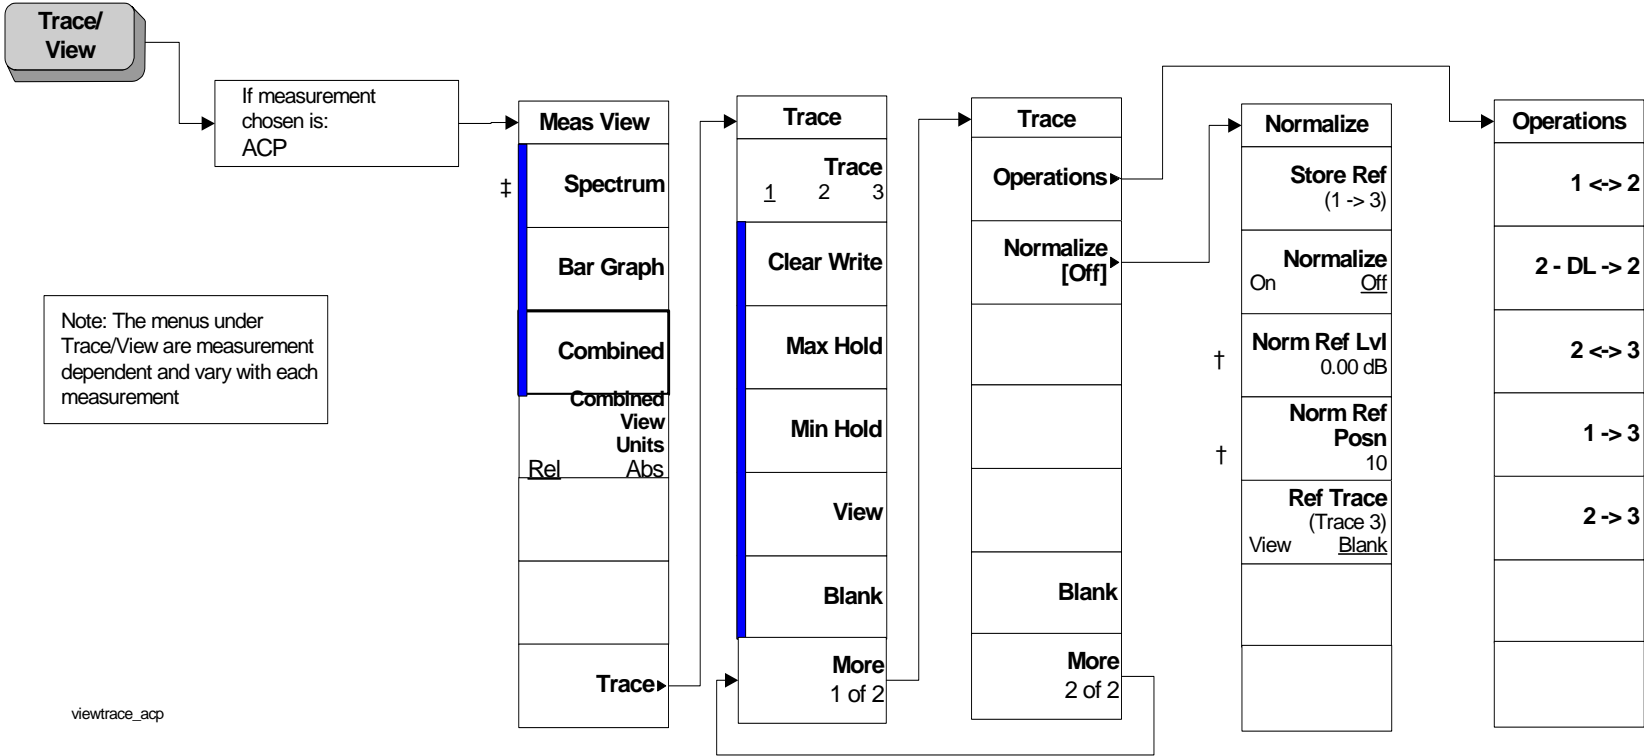 Trace/
View
If measurement
chosen is:
ACP
Note: The menus under
Trace/View are measurement
dependent and vary with each
measurement
viewtrace_acp
Meas View
‡
Spectrum
Bar Graph
Combined
Combined
View
Units
Rel Abs
Trace
Trace
Trace
1 2 3
Clear Write
Max Hold
Min Hold
View
Blank
More
1 of 2
Trace
Operations
Normalize
[Off]
Blank
More
2 of 2
Normalize
Store Ref
(1 -> 3)
Normalize
On Off
†
Norm Ref Lvl
0.00 dB
†
Norm Ref
Posn
10
Ref Trace
(Trace 3)
View Blank
Operations
1 <-> 2
2 - DL -> 2
2 <-> 3
1 -> 3
2 -> 3